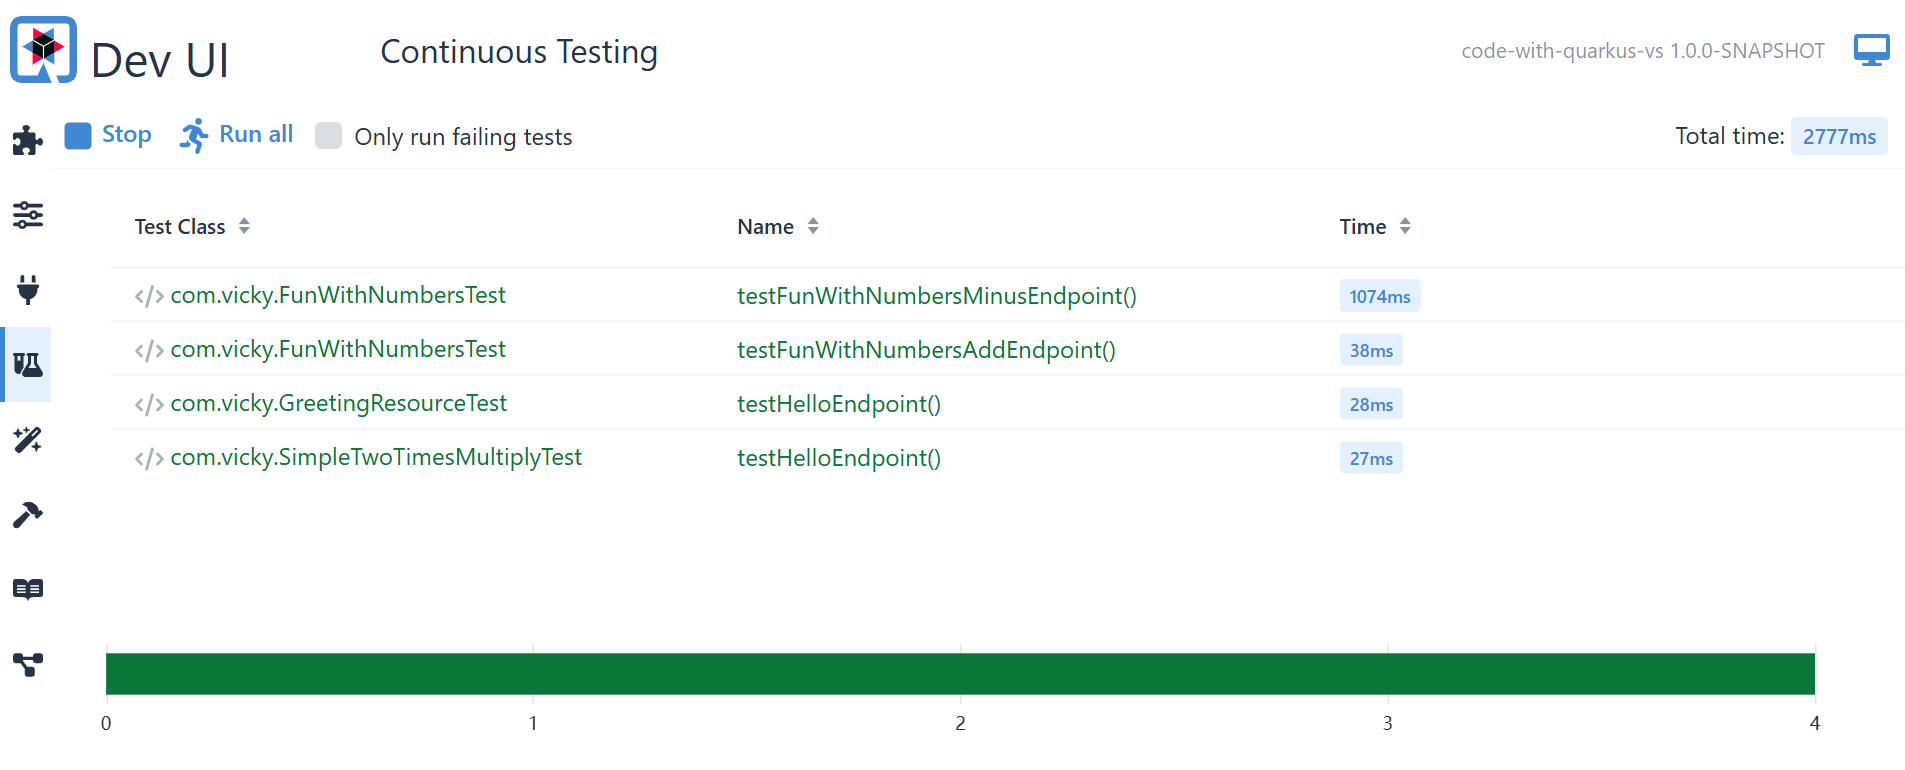 Dev UI
Continuous Testing
code-with-quarkus-vs 1.0.0-SNAPSHOT
Stop
Run all
Only run failing tests
Total time: 2777ms
Test Class Name Time
</> com.vicky.FunWithNumbersTest testFunWithNumbersMinusEndpoint() 1074ms
</> com.vicky.FunWithNumbersTest testFunWithNumbersAddEndpoint() 38ms
</> com.vicky.GreetingResourceTest testHelloEndpoint() 28ms
</> com.vicky.SimpleTwoTimesMultiplyTest testHelloEndpoint() 27ms
0 1 2 3 4